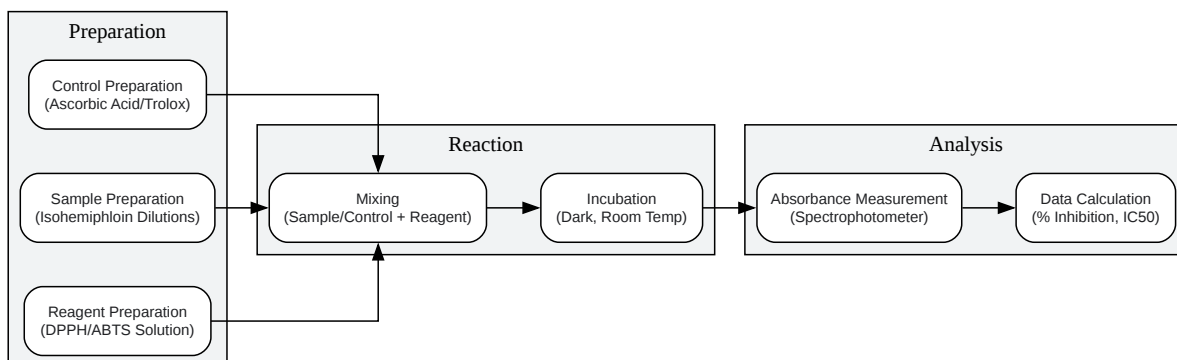 Preparation
Control Preparation
(Ascorbic Acid/Trolox)
Sample Preparation
(Isohemiphloin Dilutions)
Reagent Preparation
(DPPH/ABTS Solution)
Reaction
Mixing
(Sample/Control + Reagent)
Incubation
(Dark, Room Temp)
Analysis
Absorbance Measurement
(Spectrophotometer)
Data Calculation
(% Inhibition, IC50)